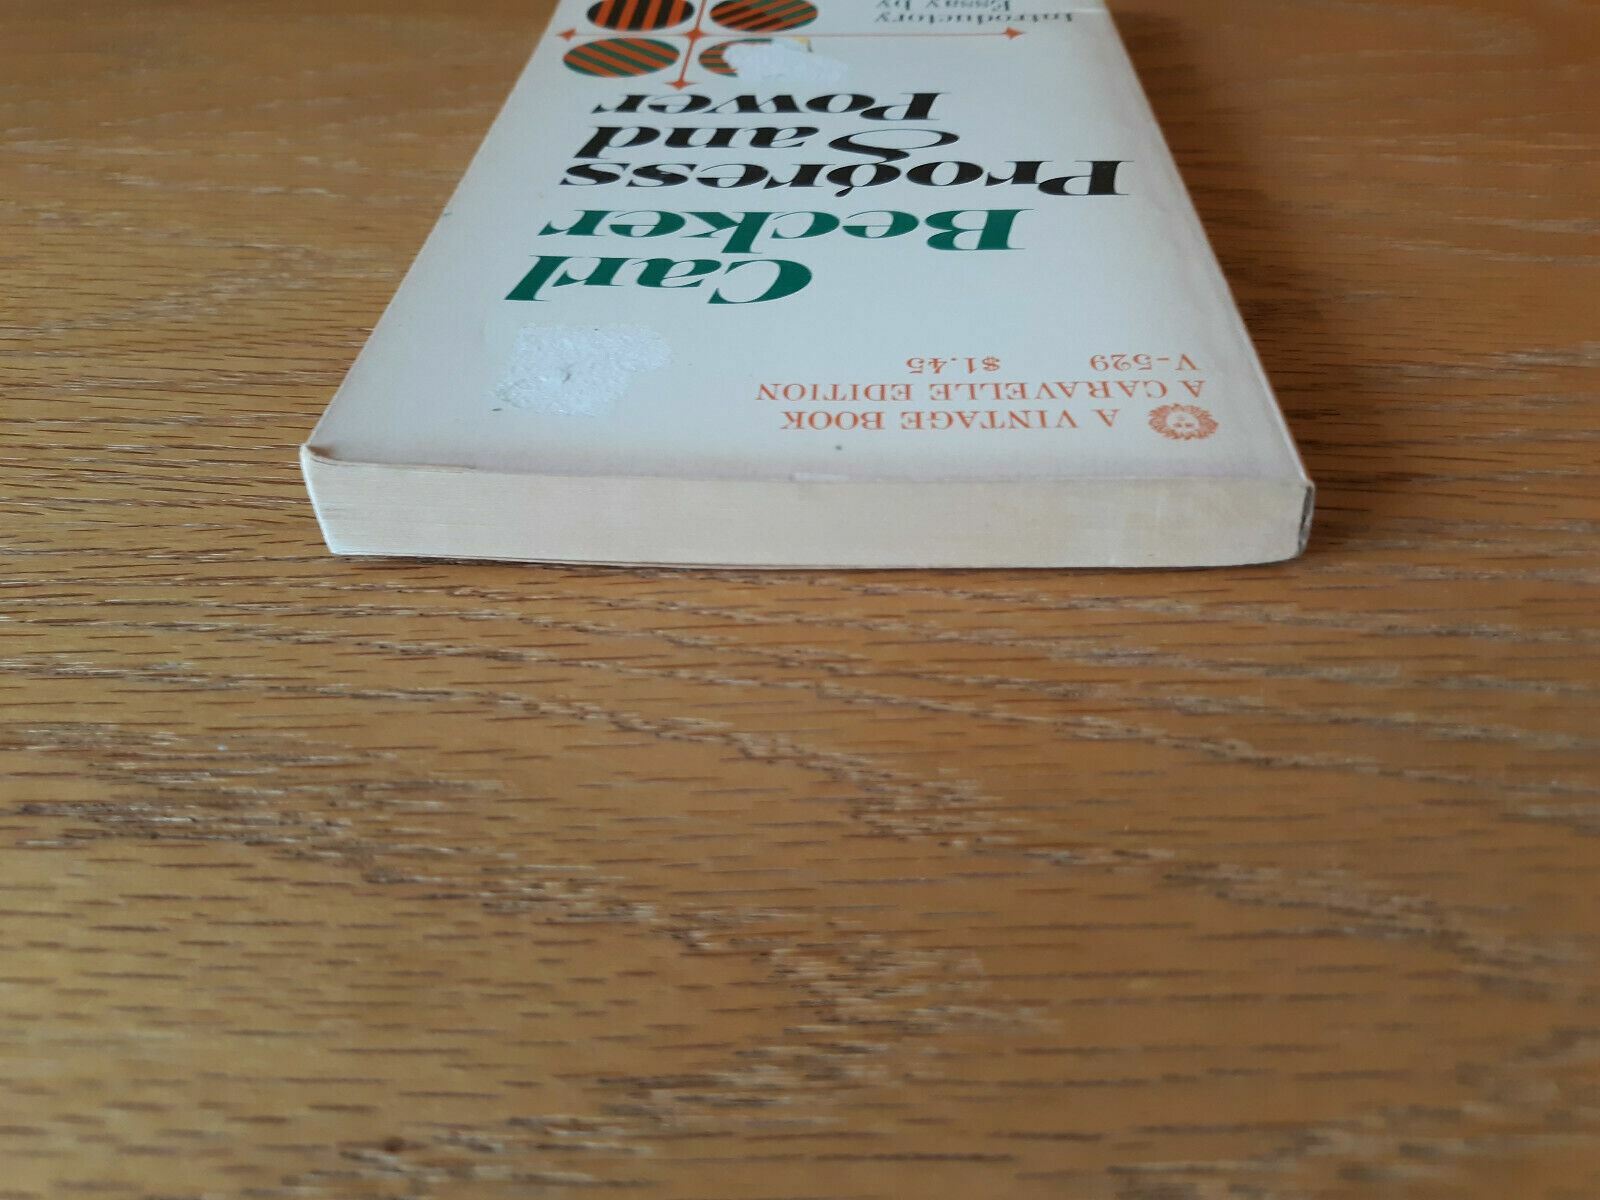 A VINTAGE BOOK
A CARAVELLE EDITION
V-529 $1.45
Carl
Becker
Progress
and
Power
Introductory
Essay by